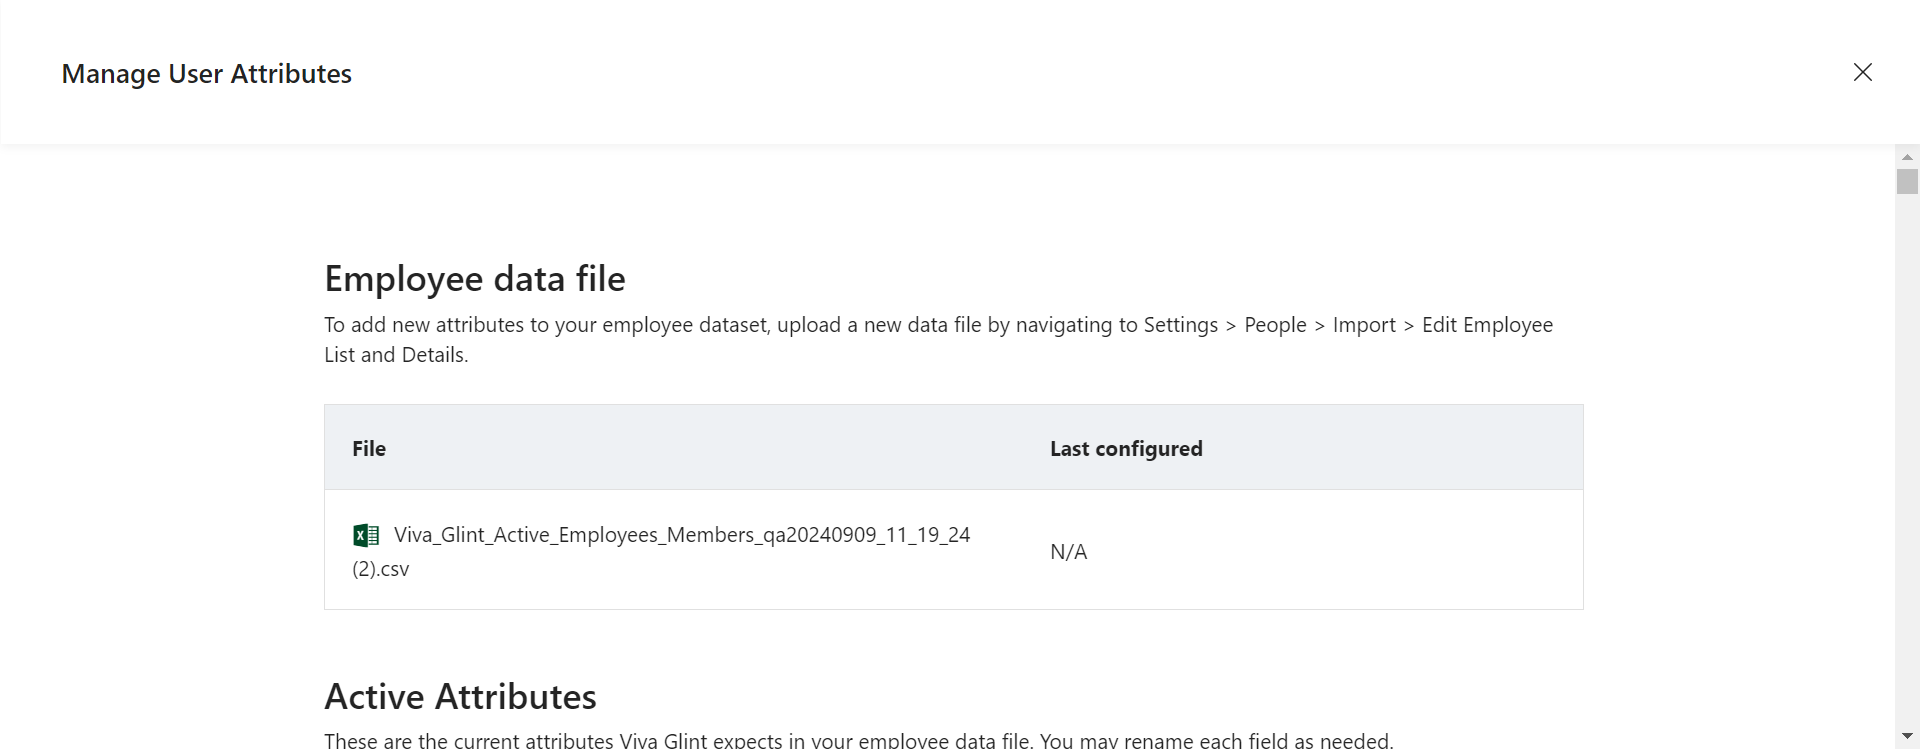 Manage User Attributes
Employee data file
To add new attributes to your employee dataset, upload a new data file by navigating to Settings > People > Import > Edit Employee
List and Details.
File
Last configured
Viva_Glint_Active_Employees_Members_qa20240909_11_19_24
(2).csv
N/A
Active Attributes
These are the current attributes Viva Glint expects in your employee data file. You may rename each field as needed.